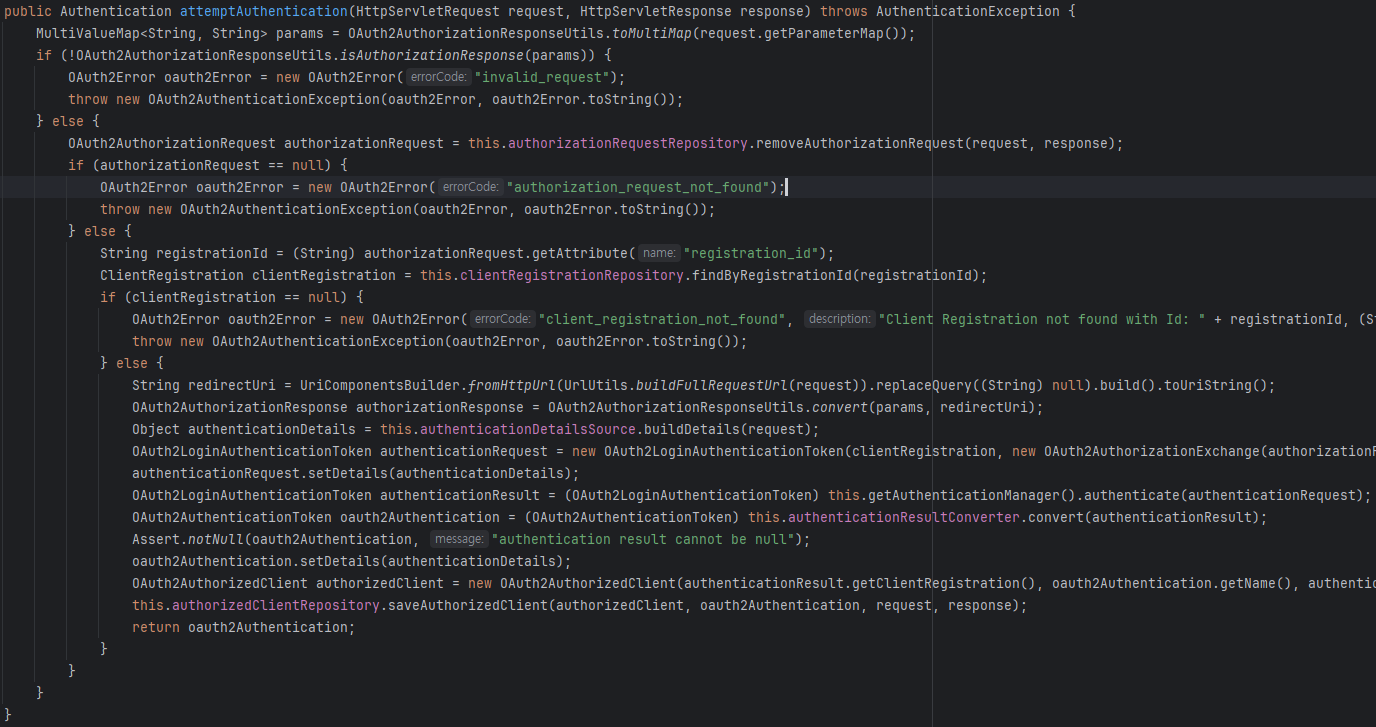 public Authentication attemptAuthentication(HttpServletRequest request, HttpServletResponse response) throws AuthenticationException {
MultiValueMap<String, String> params = OAuth2AuthorizationResponseUtils.toMultiMap(request.getParameterMap());
if (!OAuth2AuthorizationResponseUtils.isAuthorizationResponse(params)) {
OAuth2Error oauth2Error = new OAuth2Error( errorCode: "invalid_request");
throw new OAuth2AuthenticationException(oauth2Error, oauth2Error.toString());
} else {
OAuth2AuthorizationRequest authorizationRequest = this.authorizationRequestRepository.removeAuthorizationRequest(request, response);
if (authorizationRequest == null) {
OAuth2Error oauth2Error = new OAuth2Error( errorCode: "authorization_request_not_found");
throw new OAuth2AuthenticationException(oauth2Error, oauth2Error.toString());
} else {
String registrationId = (String) authorizationRequest.getAttribute( name: "registration_id");
ClientRegistration clientRegistration = this.clientRegistrationRepository.findByRegistrationId(registrationId);
if (clientRegistration == null) {
OAuth2Error oauth2Error = new OAuth2Error( errorCode: "client_registration_not_found", description: "Client Registration not found with Id: " + registrationId, (St
throw new OAuth2AuthenticationException(oauth2Error, oauth2Error.toString());
} else {
String redirectUri = UriComponentsBuilder.fromHttpUrl(UrlUtils.buildFullRequestUrl(request)).replaceQuery((String) null).build().toUriString();
OAuth2AuthorizationResponse authorizationResponse = OAuth2AuthorizationResponseUtils.convert(params, redirectUri);
Object authenticationDetails = this.authenticationDetailsSource.buildDetails(request);
OAuth2LoginAuthenticationToken authenticationRequest = new OAuth2LoginAuthenticationToken(clientRegistration, new OAuth2AuthorizationExchange(authorizationR
authenticationRequest.setDetails(authenticationDetails);
OAuth2LoginAuthenticationToken authenticationResult = (OAuth2LoginAuthenticationToken) this.getAuthenticationManager().authenticate(authenticationRequest);
OAuth2AuthenticationToken oauth2Authentication = (OAuth2AuthenticationToken) this.authenticationResultConverter.convert(authenticationResult);
Assert.notNull(oauth2Authentication, message: "authentication result cannot be null");
oauth2Authentication.setDetails(authenticationDetails);
OAuth2AuthorizedClient authorizedClient = new OAuth2AuthorizedClient(authenticationResult.getClientRegistration(), oauth2Authentication.getName(), authentic
this.authorizedClientRepository.saveAuthorizedClient(authorizedClient, oauth2Authentication, request, response);
return oauth2Authentication;
}
}
}
}